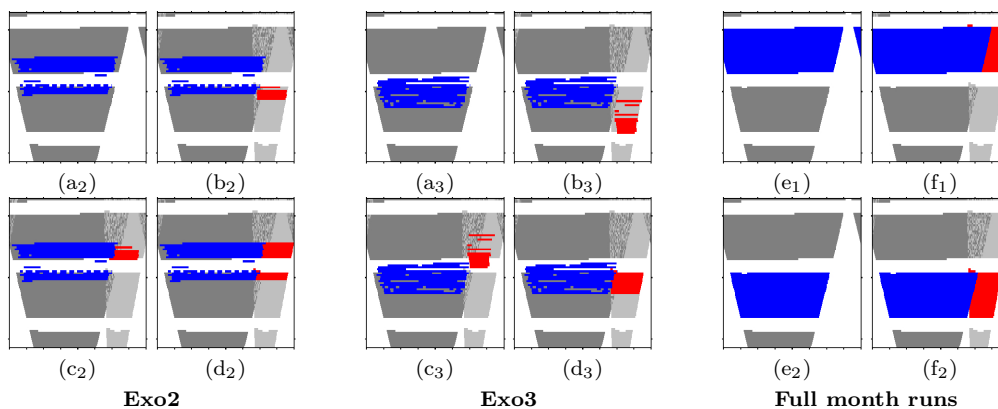 (a₂) (b₂) (a₃) (b₃) (e₁) (f₁)
(c₂) (d₂) (c₃) (d₃) (e₂) (f₂)
Exo2 Exo3 Full month runs